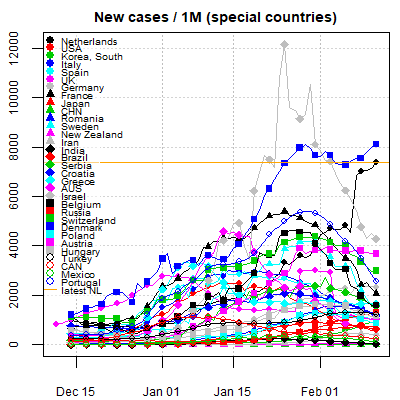 New cases / 1M (special countries)
12000
10000
8000
6000
4000
2000
0
Netherlands
USA
Korea, South
Italy
Spain
UK
Germany
France
Japan
CHN
Romania
Sweden
New Zealand
Iran
India
Brazil
Serbia
Croatia
Greece
AUS
Israel
Belgium
Russia
Switzerland
Denmark
Poland
Austria
Hungary
Turkey
CAN
Mexico
Portugal
latest NL
Dec 15
Jan 01
Jan 15
Feb 01